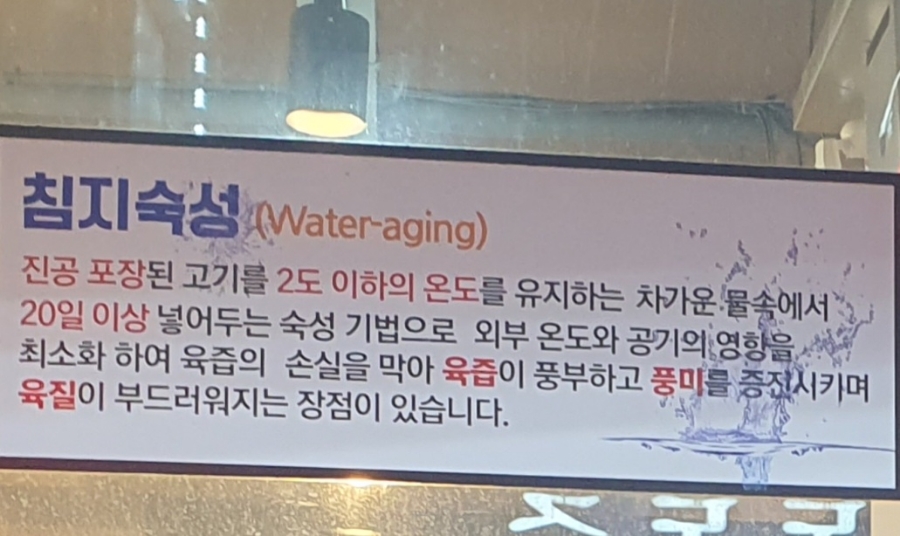 침지숙성 (Water-aging)
진공 포장된 고기를 2도 이하의 온도를 유지하는 차가운 물속에서
20일 이상 넣어두는 숙성 기법으로 외부 온도와 공기의 영향을
최소화 하여 육즙의 손실을 막아 육즙이 풍부하고 풍미를 증진시키며
육질이 부드러워지는 장점이 있습니다.